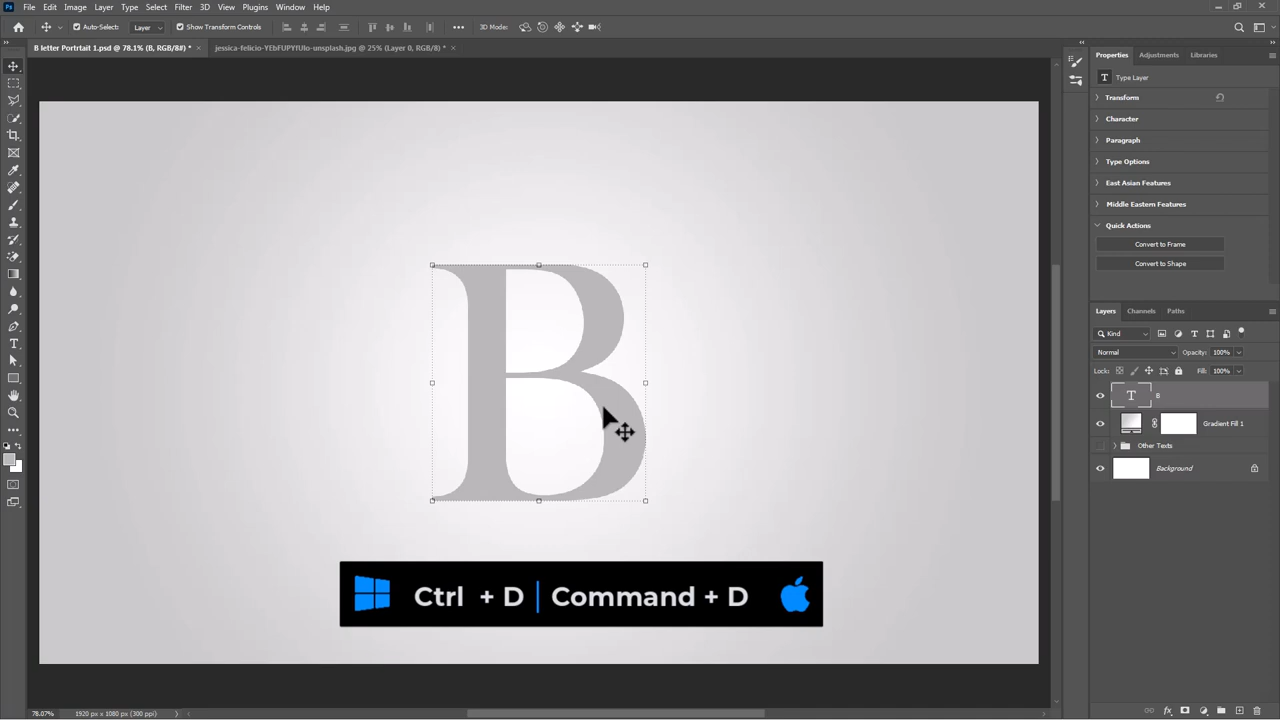 Ps File Edit Image Layer Type Select Filter 3D View Plugins Window Help
Auto-Select: Layer Show Transform Controls 3D Mode:
B letter Portrtait 1.psd @ 78.1% (B, RGB/8#) * × jessica-felicio-YEbFUPYfUIo-unsplash.jpg @ 25% (Layer 0, RGB/8) * ×
Properties Adjustments Libraries
T Type Layer
Transform
Character
Paragraph
Type Options
East Asian Features
Middle Eastern Features
Quick Actions
Convert to Frame
Convert to Shape
Layers Channels Paths
Kind
Normal Opacity: 100%
Lock: Fill: 100%
T B
Gradient Fill 1
Other Texts
Background
B
Ctrl + D | Command + D
78.07% 1920 px x 1080 px (300 ppi)